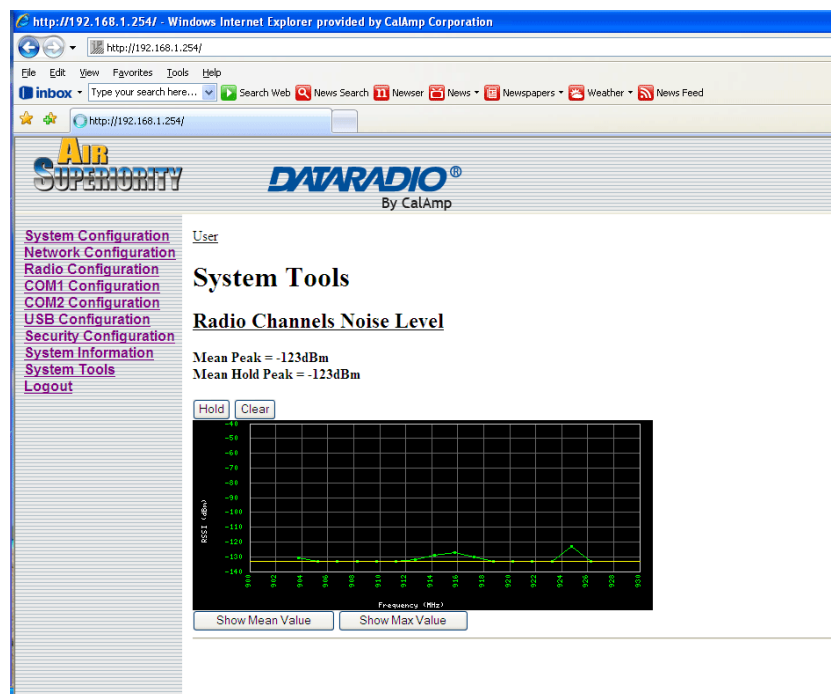 http://192.168.1.254/ - Windows Internet Explorer provided by CalAmp Corporation
http://192.168.1.254/
File Edit View Favorites Tools Help
inbox Type your search here... Search Web News Search Newser News Newspapers Weather News Feed
http://192.168.1.254/
AIR
SUPERIORITY
DATARADIO®
By CalAmp
System Configuration
Network Configuration
Radio Configuration
COM1 Configuration
COM2 Configuration
USB Configuration
Security Configuration
System Information
System Tools
Logout
User
System Tools
Radio Channels Noise Level
Mean Peak = -123dBm
Mean Hold Peak = -123dBm
Hold Clear
RSSI (dBm)
-40
-50
-60
-70
-80
-90
-100
-110
-120
-130
-140
900 902 904 906 908 910 912 914 916 918 920 922 924 926 928 930
Frequency (MHz)
Show Mean Value Show Max Value